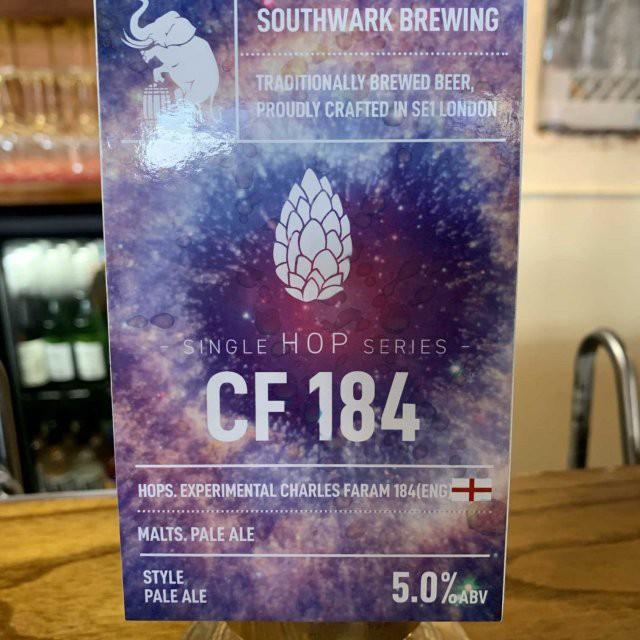 SOUTHWARK BREWING
TRADITIONALLY BREWED BEER,
PROUDLY CRAFTED IN SE1 LONDON
- SINGLE HOP SERIES -
CF 184
HOPS. EXPERIMENTAL CHARLES FARAM 184(ENG
MALTS. PALE ALE
STYLE
PALE ALE
5.0% ABV